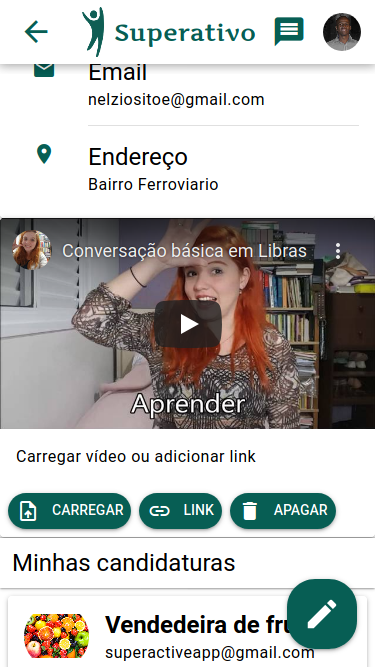 Superativo
Email
nelziositoe@gmail.com
Endereço
Bairro Ferroviario
Conversação básica em Libras
Aprender
Carregar vídeo ou adicionar link
CARREGAR
LINK
APAGAR
Minhas candidaturas
Vendedeira de fru
superactiveapp@gmail.com